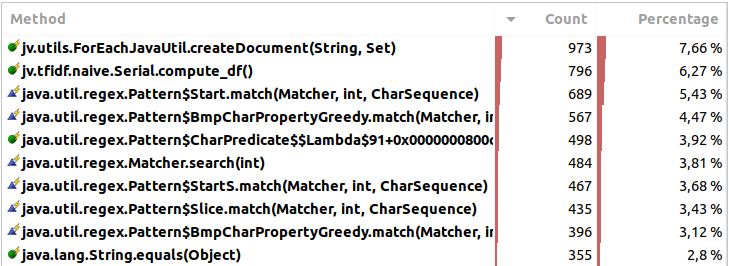 Method Count Percentage
jv.utils.ForEachJavaUtil.createDocument(String, Set) 973 7,66 %
jv.tfidf.naive.Serial.compute_df() 796 6,27 %
java.util.regex.Pattern$Start.match(Matcher, int, CharSequence) 689 5,43 %
java.util.regex.Pattern$BmpCharPropertyGreedy.match(Matcher, in 567 4,47 %
java.util.regex.Pattern$CharPredicate$$Lambda$91+0x0000000800c 498 3,92 %
java.util.regex.Matcher.search(int) 484 3,81 %
java.util.regex.Pattern$StartS.match(Matcher, int, CharSequence) 467 3,68 %
java.util.regex.Pattern$Slice.match(Matcher, int, CharSequence) 435 3,43 %
java.util.regex.Pattern$BmpCharPropertyGreedy.match(Matcher, in 396 3,12 %
java.lang.String.equals(Object) 355 2,8 %